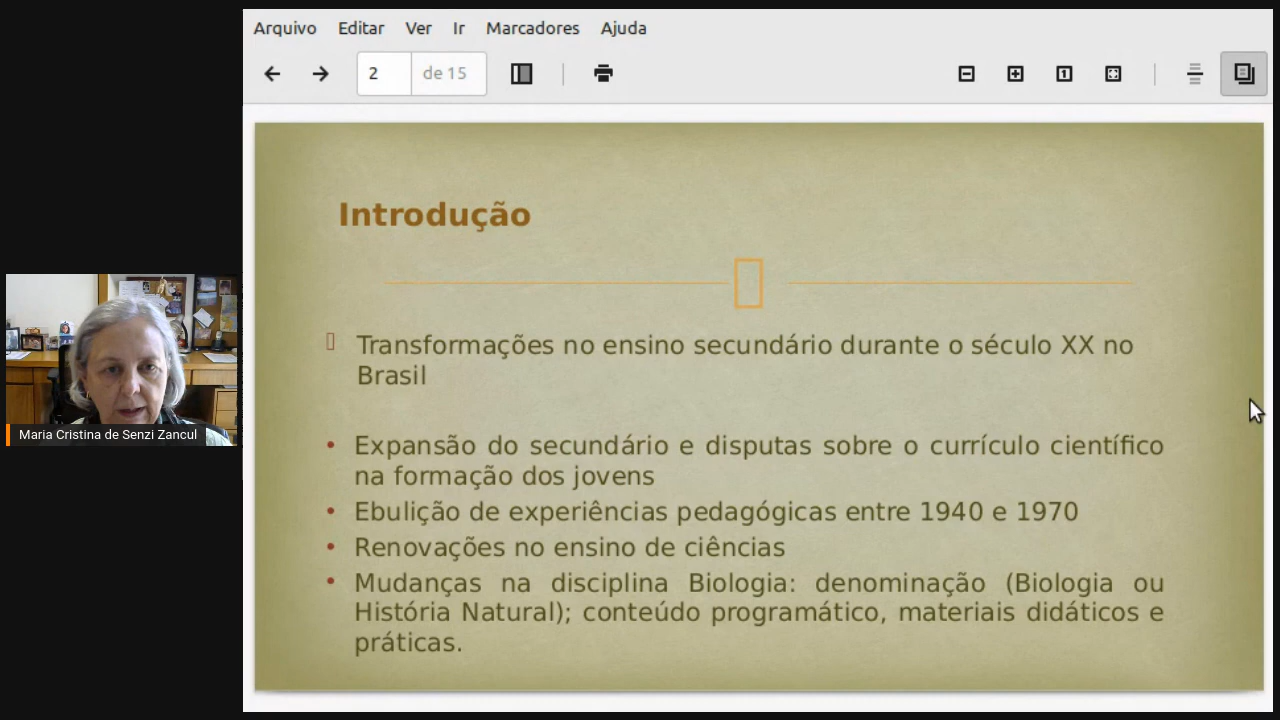 Arquivo Editar Ver Ir Marcadores Ajuda
2 de 15
1
Introdução
Transformações no ensino secundário durante o século XX no
Brasil
• Expansão do secundário e disputas sobre o currículo científico
na formação dos jovens
• Ebulição de experiências pedagógicas entre 1940 e 1970
• Renovações no ensino de ciências
• Mudanças na disciplina Biologia: denominação (Biologia ou
História Natural); conteúdo programático, materiais didáticos e
práticas.
Maria Cristina de Senzi Zancul